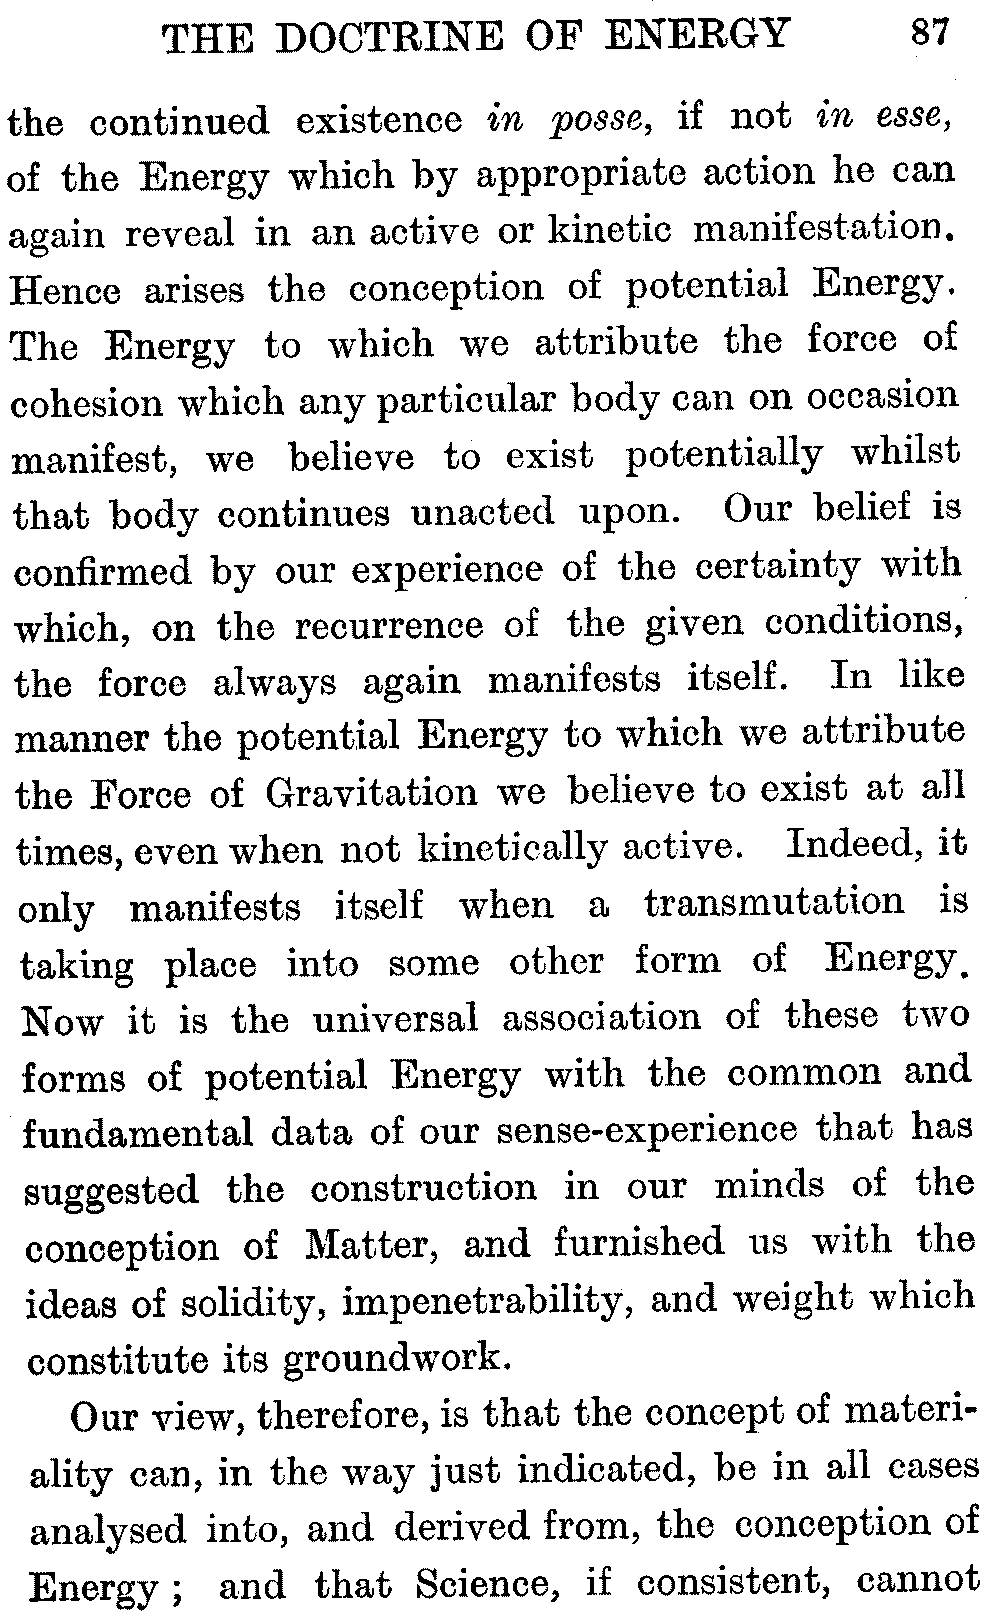 THE DOCTRINE OF ENERGY 87
the continued existence in posse, if not in esse,
of the Energy which by appropriate action he can
again reveal in an active or kinetic manifestation.
Hence arises the conception of potential Energy.
The Energy to which we attribute the force of
cohesion which any particular body can on occasion
manifest, we believe to exist potentially whilst
that body continues unacted upon. Our belief is
confirmed by our experience of the certainty with
which, on the recurrence of the given conditions,
the force always again manifests itself. In like
manner the potential Energy to which we attribute
the Force of Gravitation we believe to exist at all
times, even when not kinetically active. Indeed, it
only manifests itself when a transmutation is
taking place into some other form of Energy.
Now it is the universal association of these two
forms of potential Energy with the common and
fundamental data of our sense-experience that has
suggested the construction in our minds of the
conception of Matter, and furnished us with the
ideas of solidity, impenetrability, and weight which
constitute its groundwork.
Our view, therefore, is that the concept of materi-
ality can, in the way just indicated, be in all cases
analysed into, and derived from, the conception of
Energy ; and that Science, if consistent, cannot